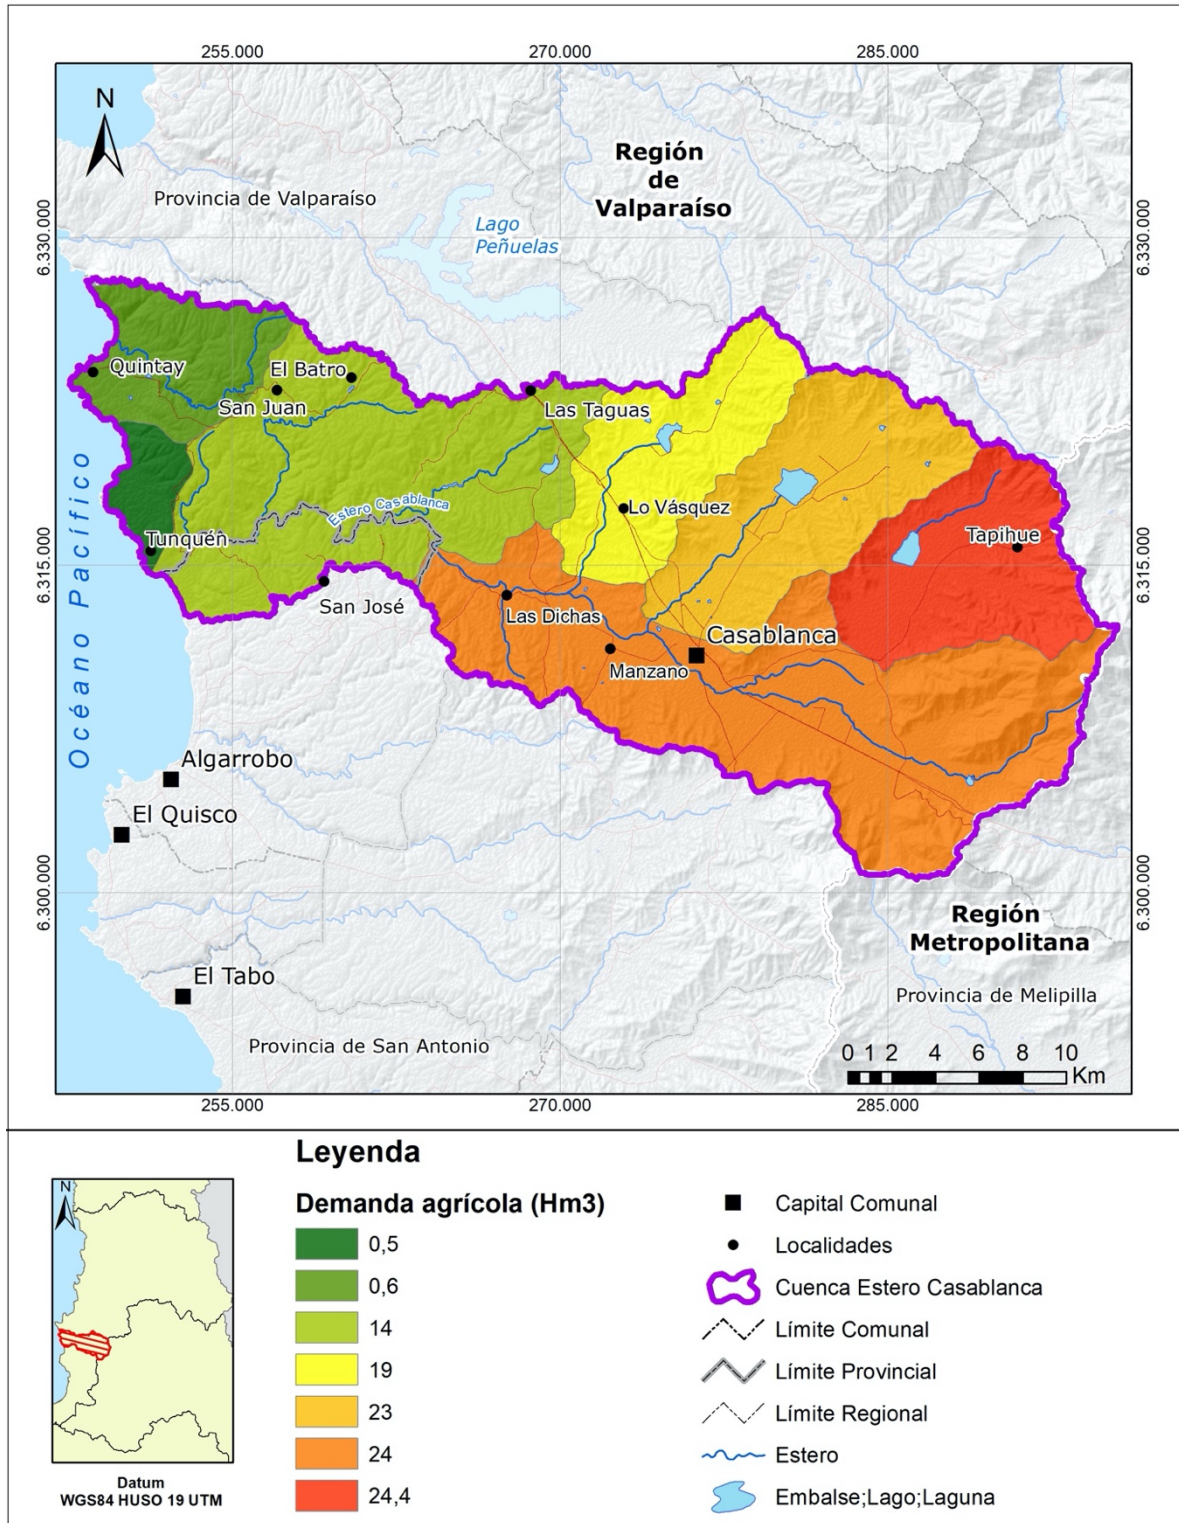 255.000
270.000
285.000
N
Región
de
Valparaíso
Provincia de Valparaíso
Lago
Peñuelas
6.330.000
6.330.000
Quintay
El Batro
San Juan
Las Taguas
Océano Pacífico
Estero Casablanca
Lo Vásquez
Tunquén
Tapihue
6.315.000
6.315.000
San José
Las Dichas
Casablanca
Manzano
Algarrobo
El Quisco
6.300.000
6.300.000
Región
Metropolitana
El Tabo
Provincia de Melipilla
Provincia de San Antonio
0 1 2 4 6 8 10
Km
255.000
270.000
285.000
Leyenda
Demanda agrícola (Hm3)
0,5
0,6
14
19
23
24
24,4
Capital Comunal
Localidades
Cuenca Estero Casablanca
Límite Comunal
Límite Provincial
Límite Regional
Estero
Embalse;Lago;Laguna
N
Datum
WGS84 HUSO 19 UTM